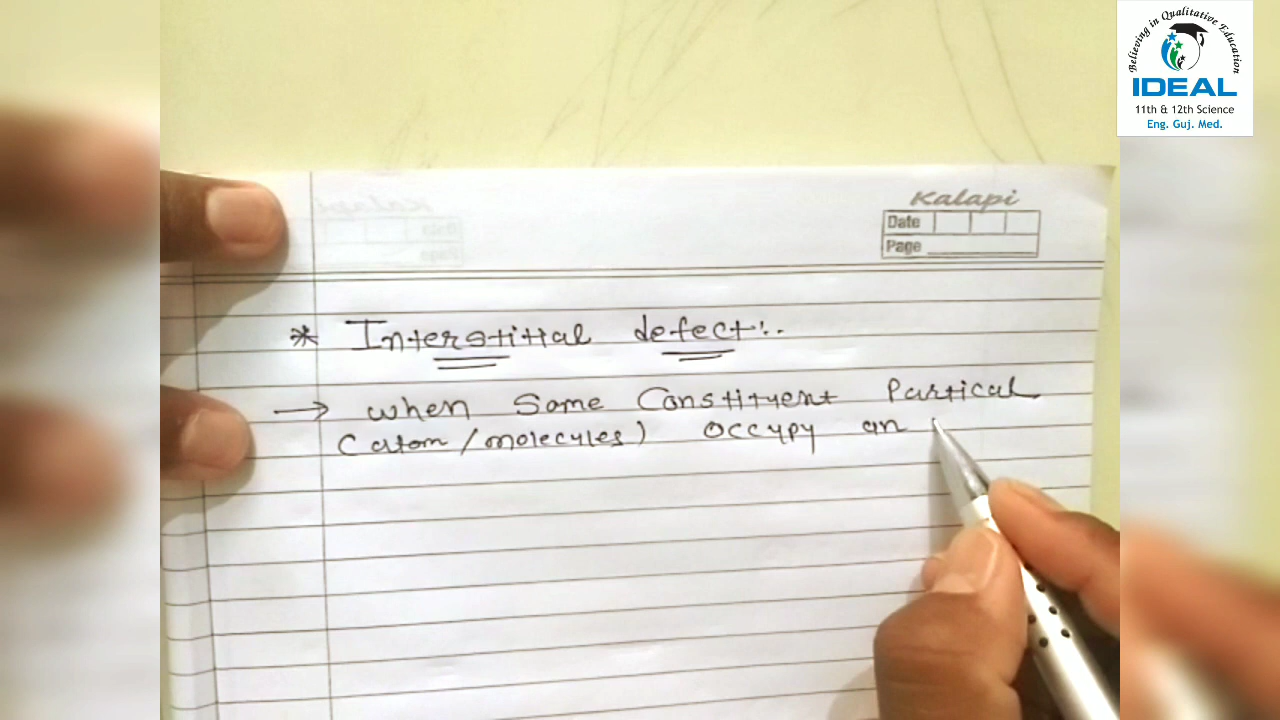 Believing in Qualitative Education
IDEAL
11th & 12th Science
Eng. Guj. Med.
Kalapi
Date
Page
* Interstitial defect:.
→ when Some Constituent Partical
(atom/molecules) occupy an